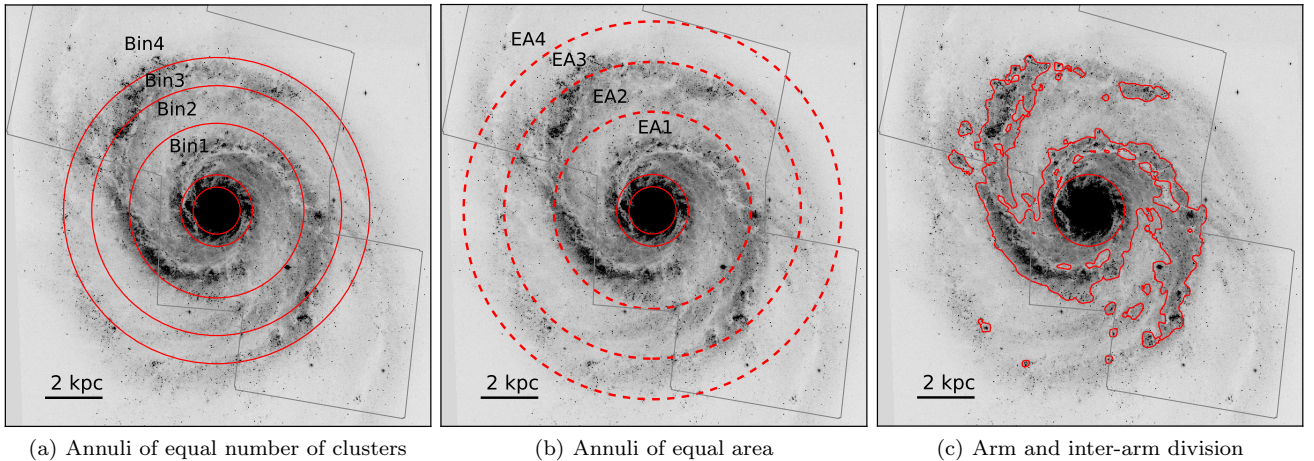 Bin4
Bin3
Bin2
Bin1
2 kpc
(a) Annuli of equal number of clusters
EA4
EA3
EA2
EA1
2 kpc
(b) Annuli of equal area
2 kpc
(c) Arm and inter-arm division